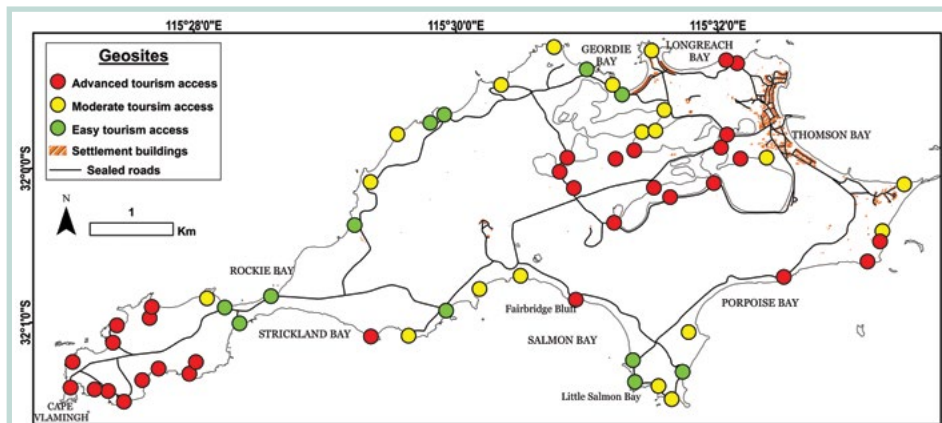 115°28'0"E
115°30'0"E
115°32'0"E
Geosites
Advanced tourism access
Moderate toursim access
Easy tourism access
Settlement buildings
Sealed roads
N
1
Km
GEORDIE
BAY
LONGREACH
BAY
THOMSON BAY
32°0'0"S
ROCKIE BAY
STRICKLAND BAY
Fairbridge Bluff
PORPOISE BAY
SALMON BAY
32°1'0"S
Little Salmon Bay
CAPE
VLAMINGH